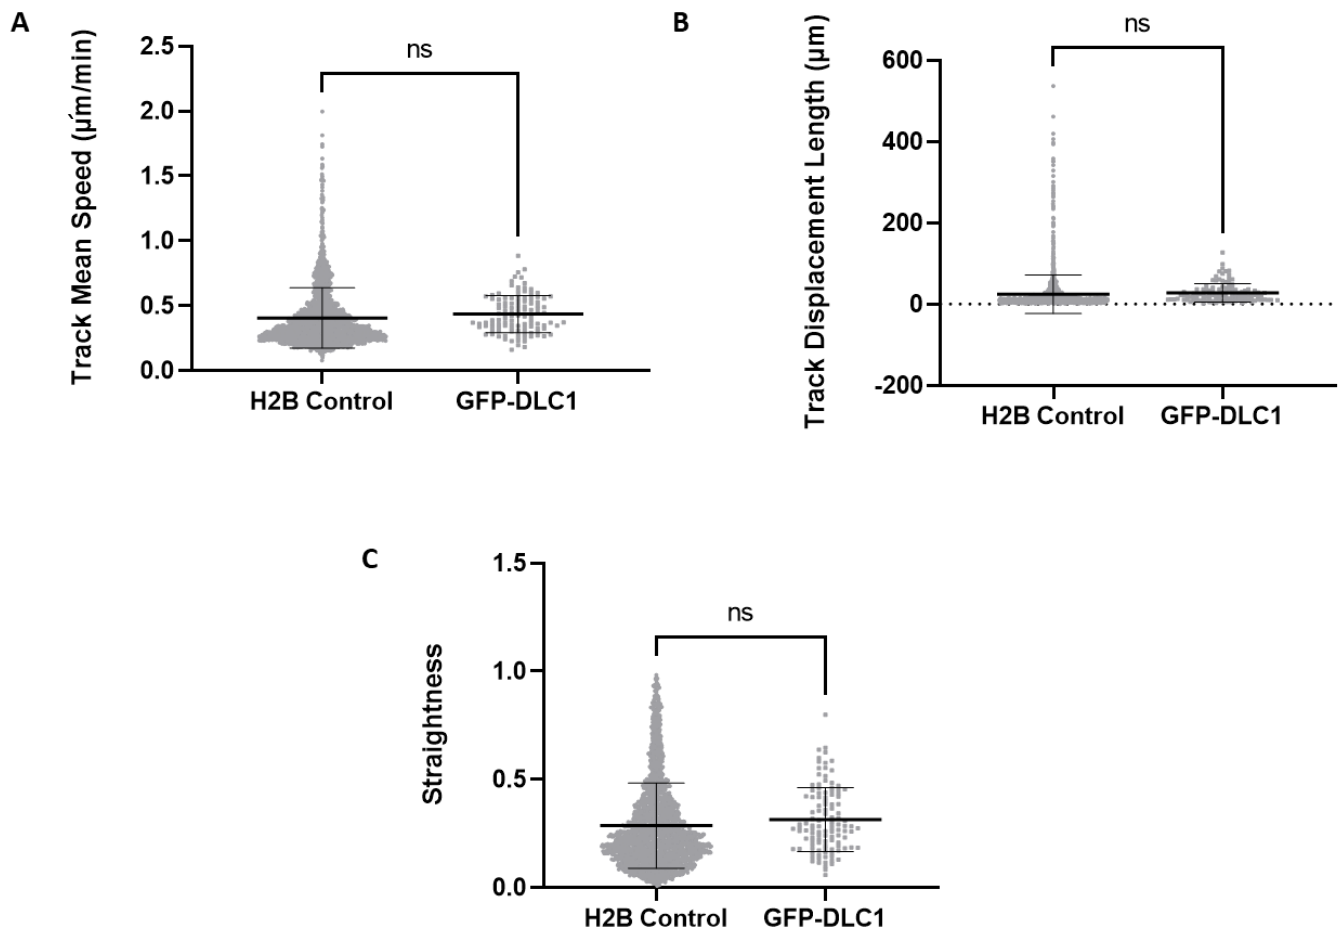 A
Track Mean Speed (µ́m/min)
2.5
2.0
1.5
1.0
0.5
0.0
ns
H2B Control
GFP-DLC1
B
Track Displacement Length (µm)
600
400
200
0
-200
ns
H2B Control
GFP-DLC1
C
Straightness
1.5
1.0
0.5
0.0
ns
H2B Control
GFP-DLC1